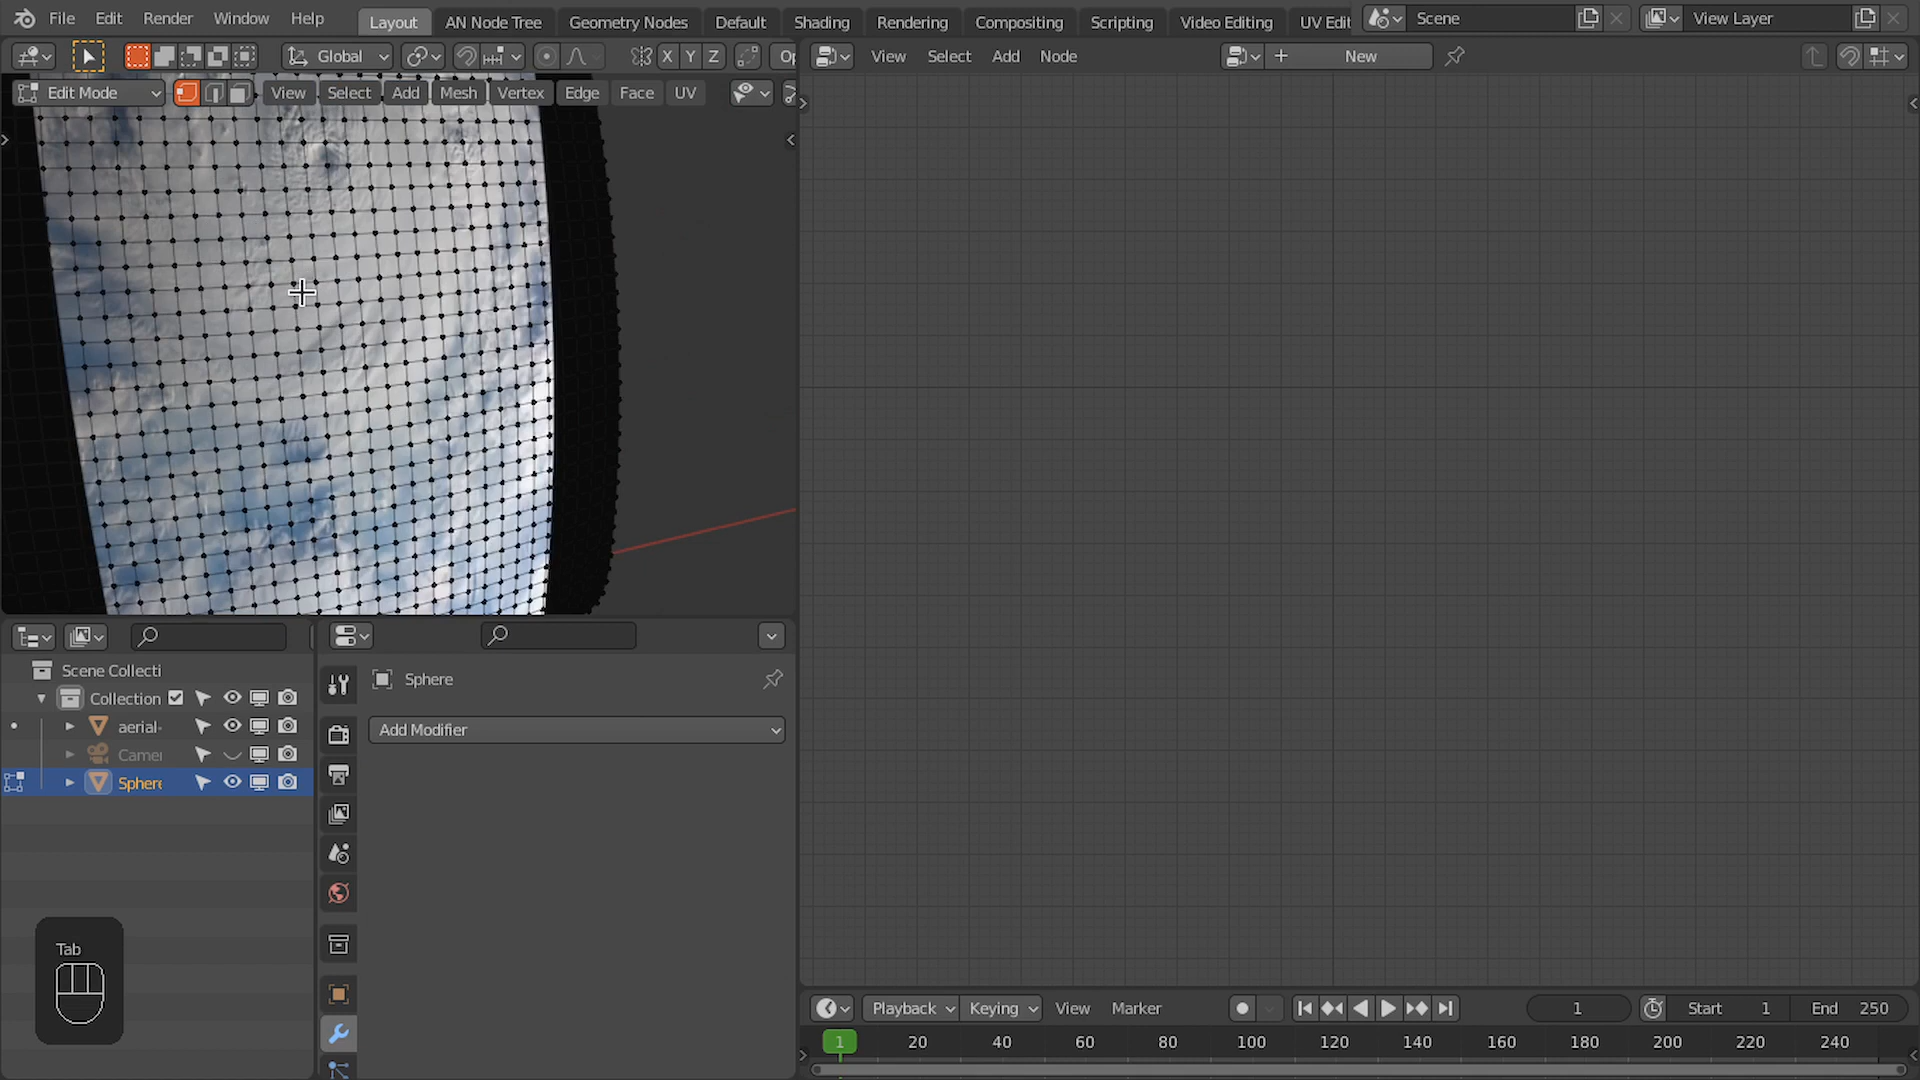 File Edit Render Window Help Layout AN Node Tree Geometry Nodes Default Shading Rendering Compositing Scripting Video Editing UV Edit Scene View Layer
Global X Y Z Op View Select Add Node New
Edit Mode View Select Add Mesh Vertex Edge Face UV
Scene Collecti
Collection
aerial-
Camer
Sphere
Sphere
Add Modifier
Tab
Playback Keying View Marker 1 Start 1 End 250
1 20 40 60 80 100 120 140 160 180 200 220 240